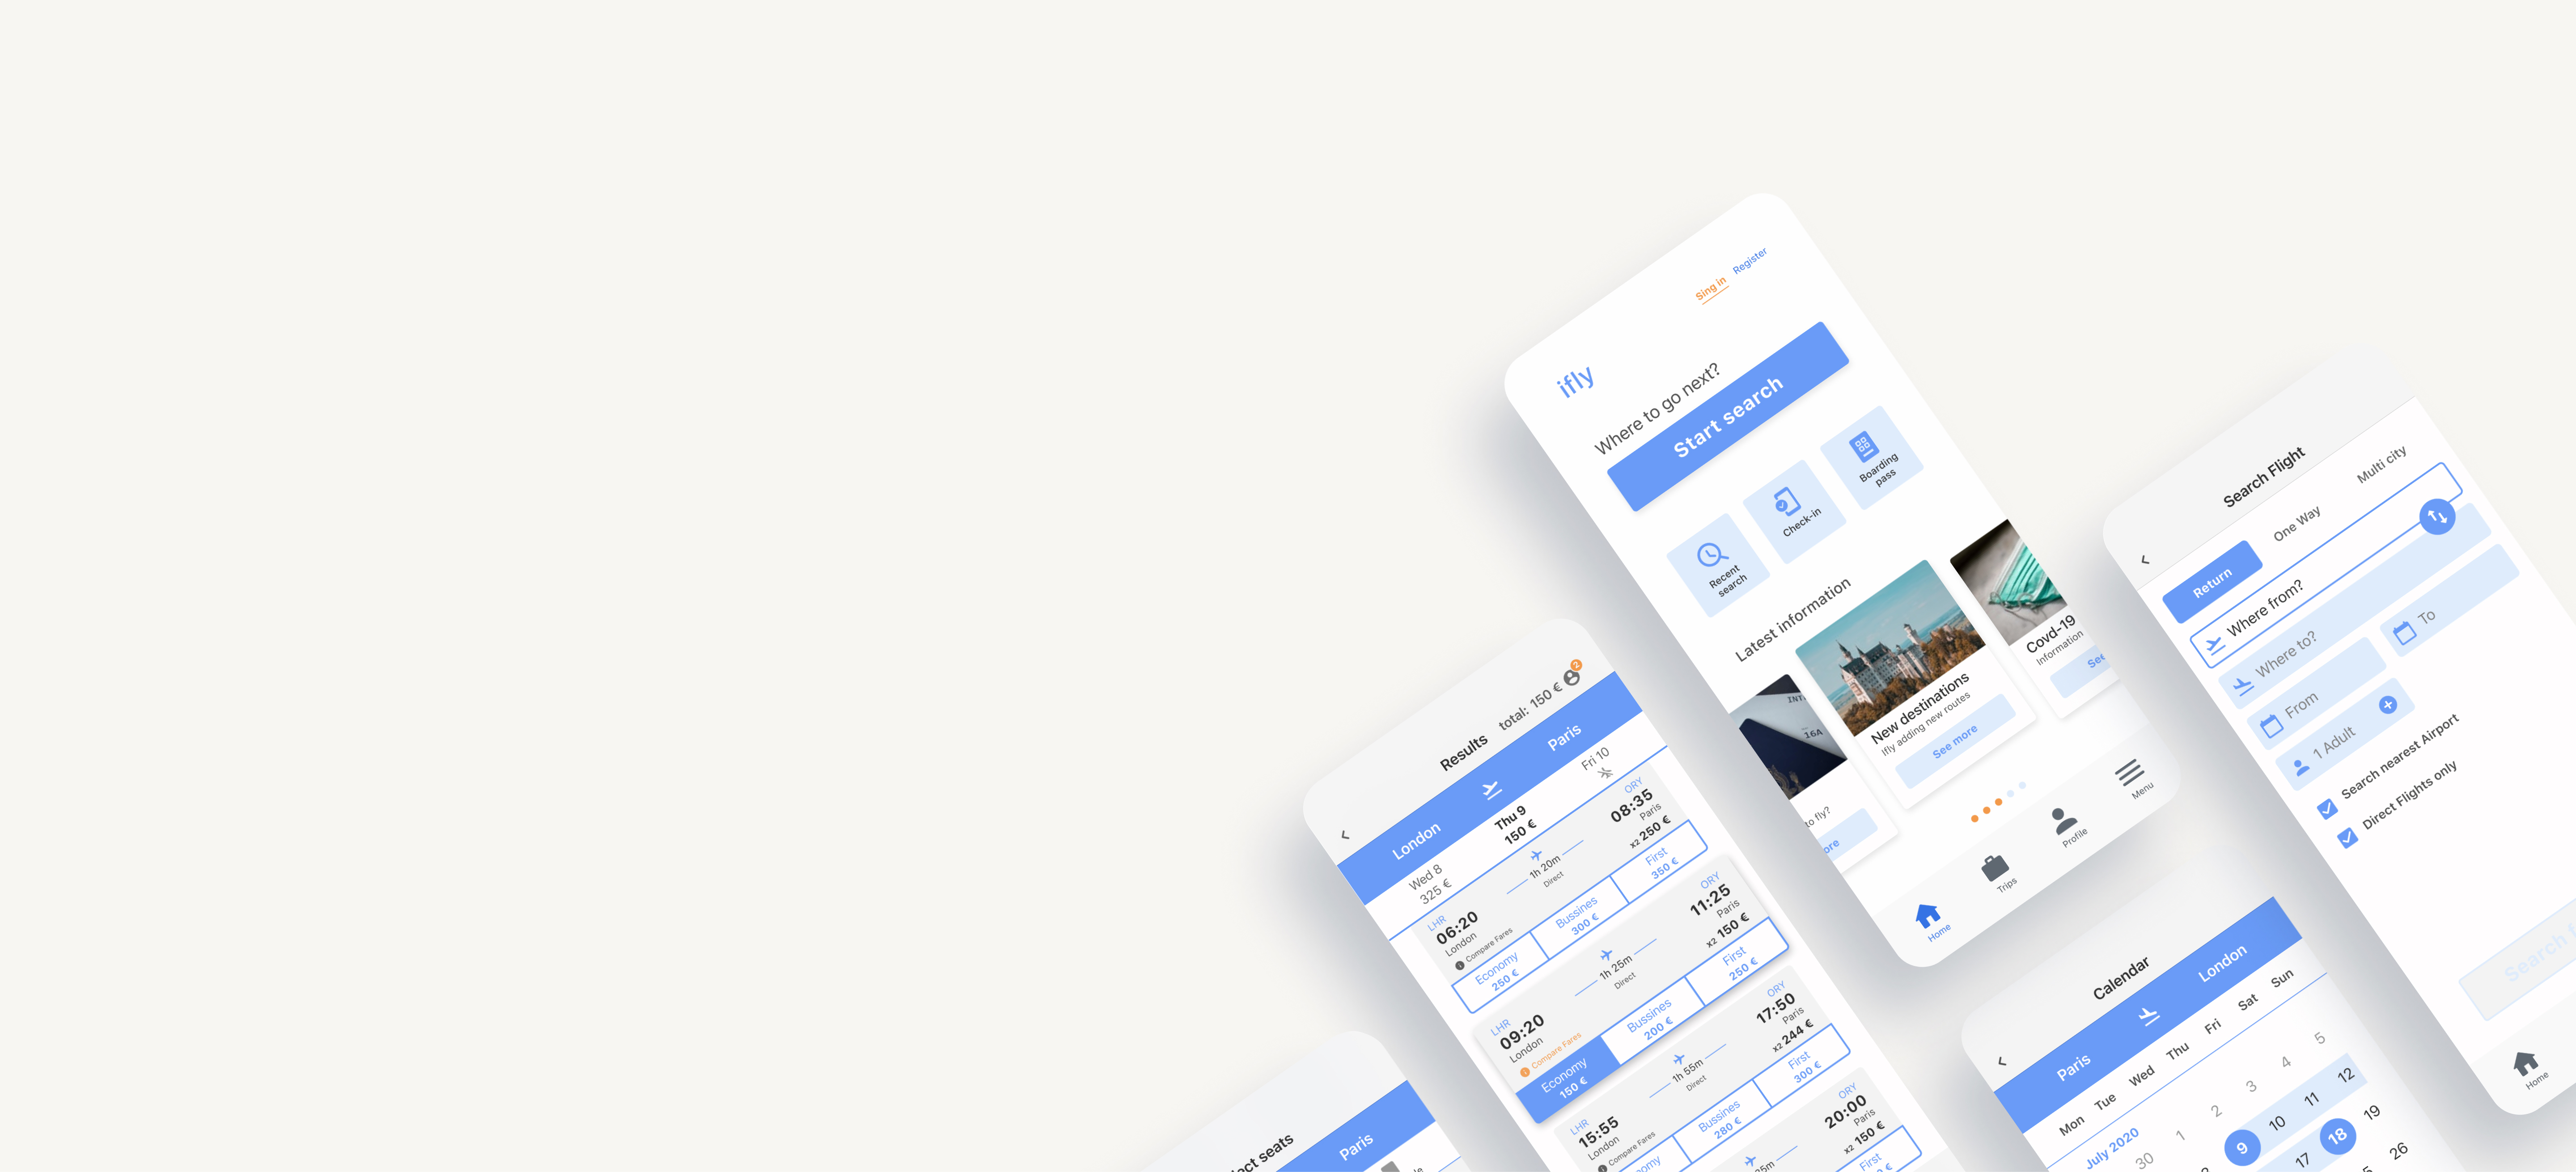 Sing in Register
ifly
Where to go next?
Start search
Recent
search
Check-in
Boarding
pass
Latest information
INT
16A
to fly?
New destinations
Ifly adding new routes
See more
Covd-19
Information
Home
Trips
Profile
Menu
Results
total: 150 €
2
London
Paris
Wed 8
325 €
Thu 9
150 €
Fri 10
LHR
06:20
London
Compare Fares
1h 20m
Direct
ORY
08:35
Paris
x2 250 €
Economy
250 €
Bussines
300 €
First
350 €
LHR
09:20
London
Compare Fares
1h 25m
Direct
ORY
11:25
Paris
x2 150 €
Economy
150 €
Bussines
200 €
First
250 €
LHR
15:55
London
Compare Fares
1h 55m
Direct
ORY
17:50
Paris
x2 244 €
Bussines
280 €
First
300 €
ORY
20:00
Paris
x2 150 €
First
seats
Paris
Search Flight
Return
One Way
Multi city
Where from?
Where to?
From
To
1 Adult
Search nearest Airport
Direct Flights only
Search
Home
Calendar
Paris
London
Mon Tue Wed Thu Fri Sat Sun
July 2020
30 1 2 3 4 5
9 10 11 12
17 18 19
26